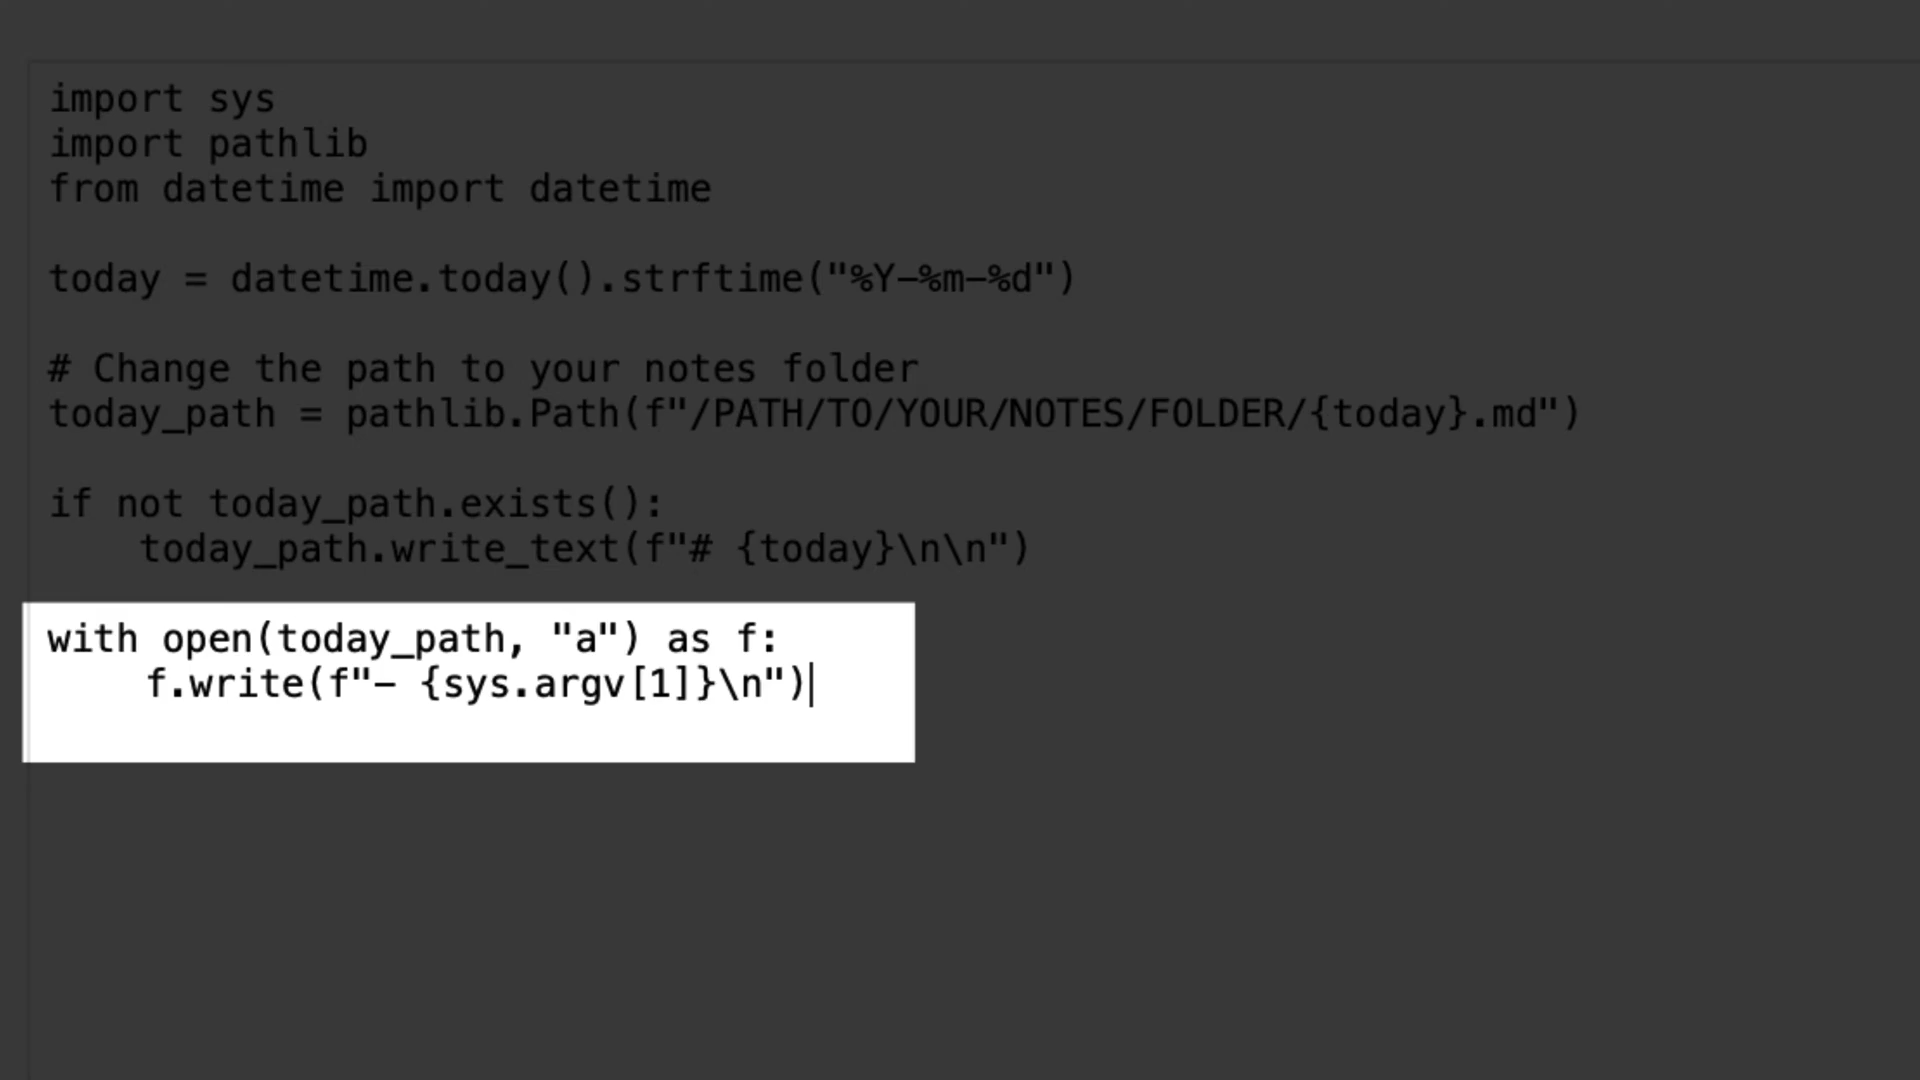 import sys
import pathlib
from datetime import datetime

today = datetime.today().strftime("%Y-%m-%d")

# Change the path to your notes folder
today_path = pathlib.Path(f"/PATH/TO/YOUR/NOTES/FOLDER/{today}.md")

if not today_path.exists():
    today_path.write_text(f"# {today}\n\n")

with open(today_path, "a") as f:
    f.write(f"- {sys.argv[1]}\n")